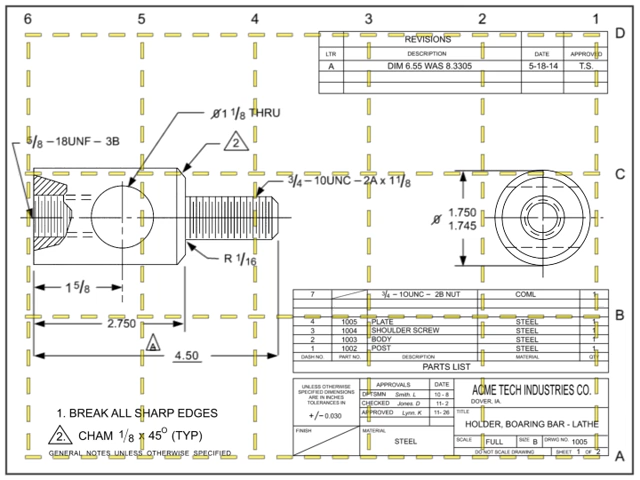 6 5 4 3 2 1
D
REVISIONS
LTR DESCRIPTION DATE APPROVED
A DIM 6.55 WAS 8.3305 5-18-14 T.S.
Ø1 1/8 THRU
5/8 – 18UNF – 3B
2
C
3/4 – 10UNC – 2A x 11/8
Ø 1.750
1.745
R 1/16
1 5/8
2.750
A
4.50
7 3/4 – 1OUNC – 2B NUT COML 1
B
4 1005 PLATE STEEL 1
3 1004 SHOULDER SCREW STEEL 1
2 1003 BODY STEEL 1
1 1002 POST STEEL 1
DASH NO. PART NO. DESCRIPTION MATERIAL QTY
PARTS LIST
UNLESS OTHERWISE
SPECIFIED DIMENSIONS
ARE IN INCHES
TOLERANCES IN
+/– 0.030
APPROVALS DATE
DFTSMN Smith. L 10 - 8
CHECKED Jones. D 11- 2
APPROVED Lynn. K 11- 26
ACME TECH INDUSTRIES CO.
DOVER, IA.
TITLE
HOLDER, BOARING BAR - LATHE
FINISH MATERIAL
STEEL
SCALE FULL SIZE B DRWG NO. 1005
DO NOT SCALE DRAWING SHEET 1 OF 2
1. BREAK ALL SHARP EDGES
2. CHAM 1/8 x 45O (TYP)
GENERAL NOTES UNLESS OTHERWISE SPECIFIED
A